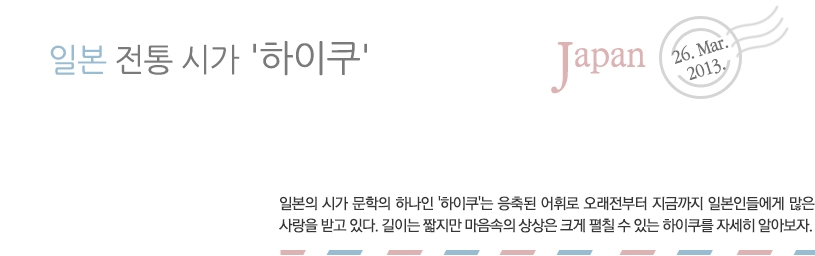 일본 전통 시가 '하이쿠'
Japan
26. Mar.
2013.
일본의 시가 문학의 하나인 '하이쿠'는 응축된 어휘로 오래전부터 지금까지 일본인들에게 많은
사랑을 받고 있다. 길이는 짧지만 마음속의 상상은 크게 펼칠 수 있는 하이쿠를 자세히 알아보자.